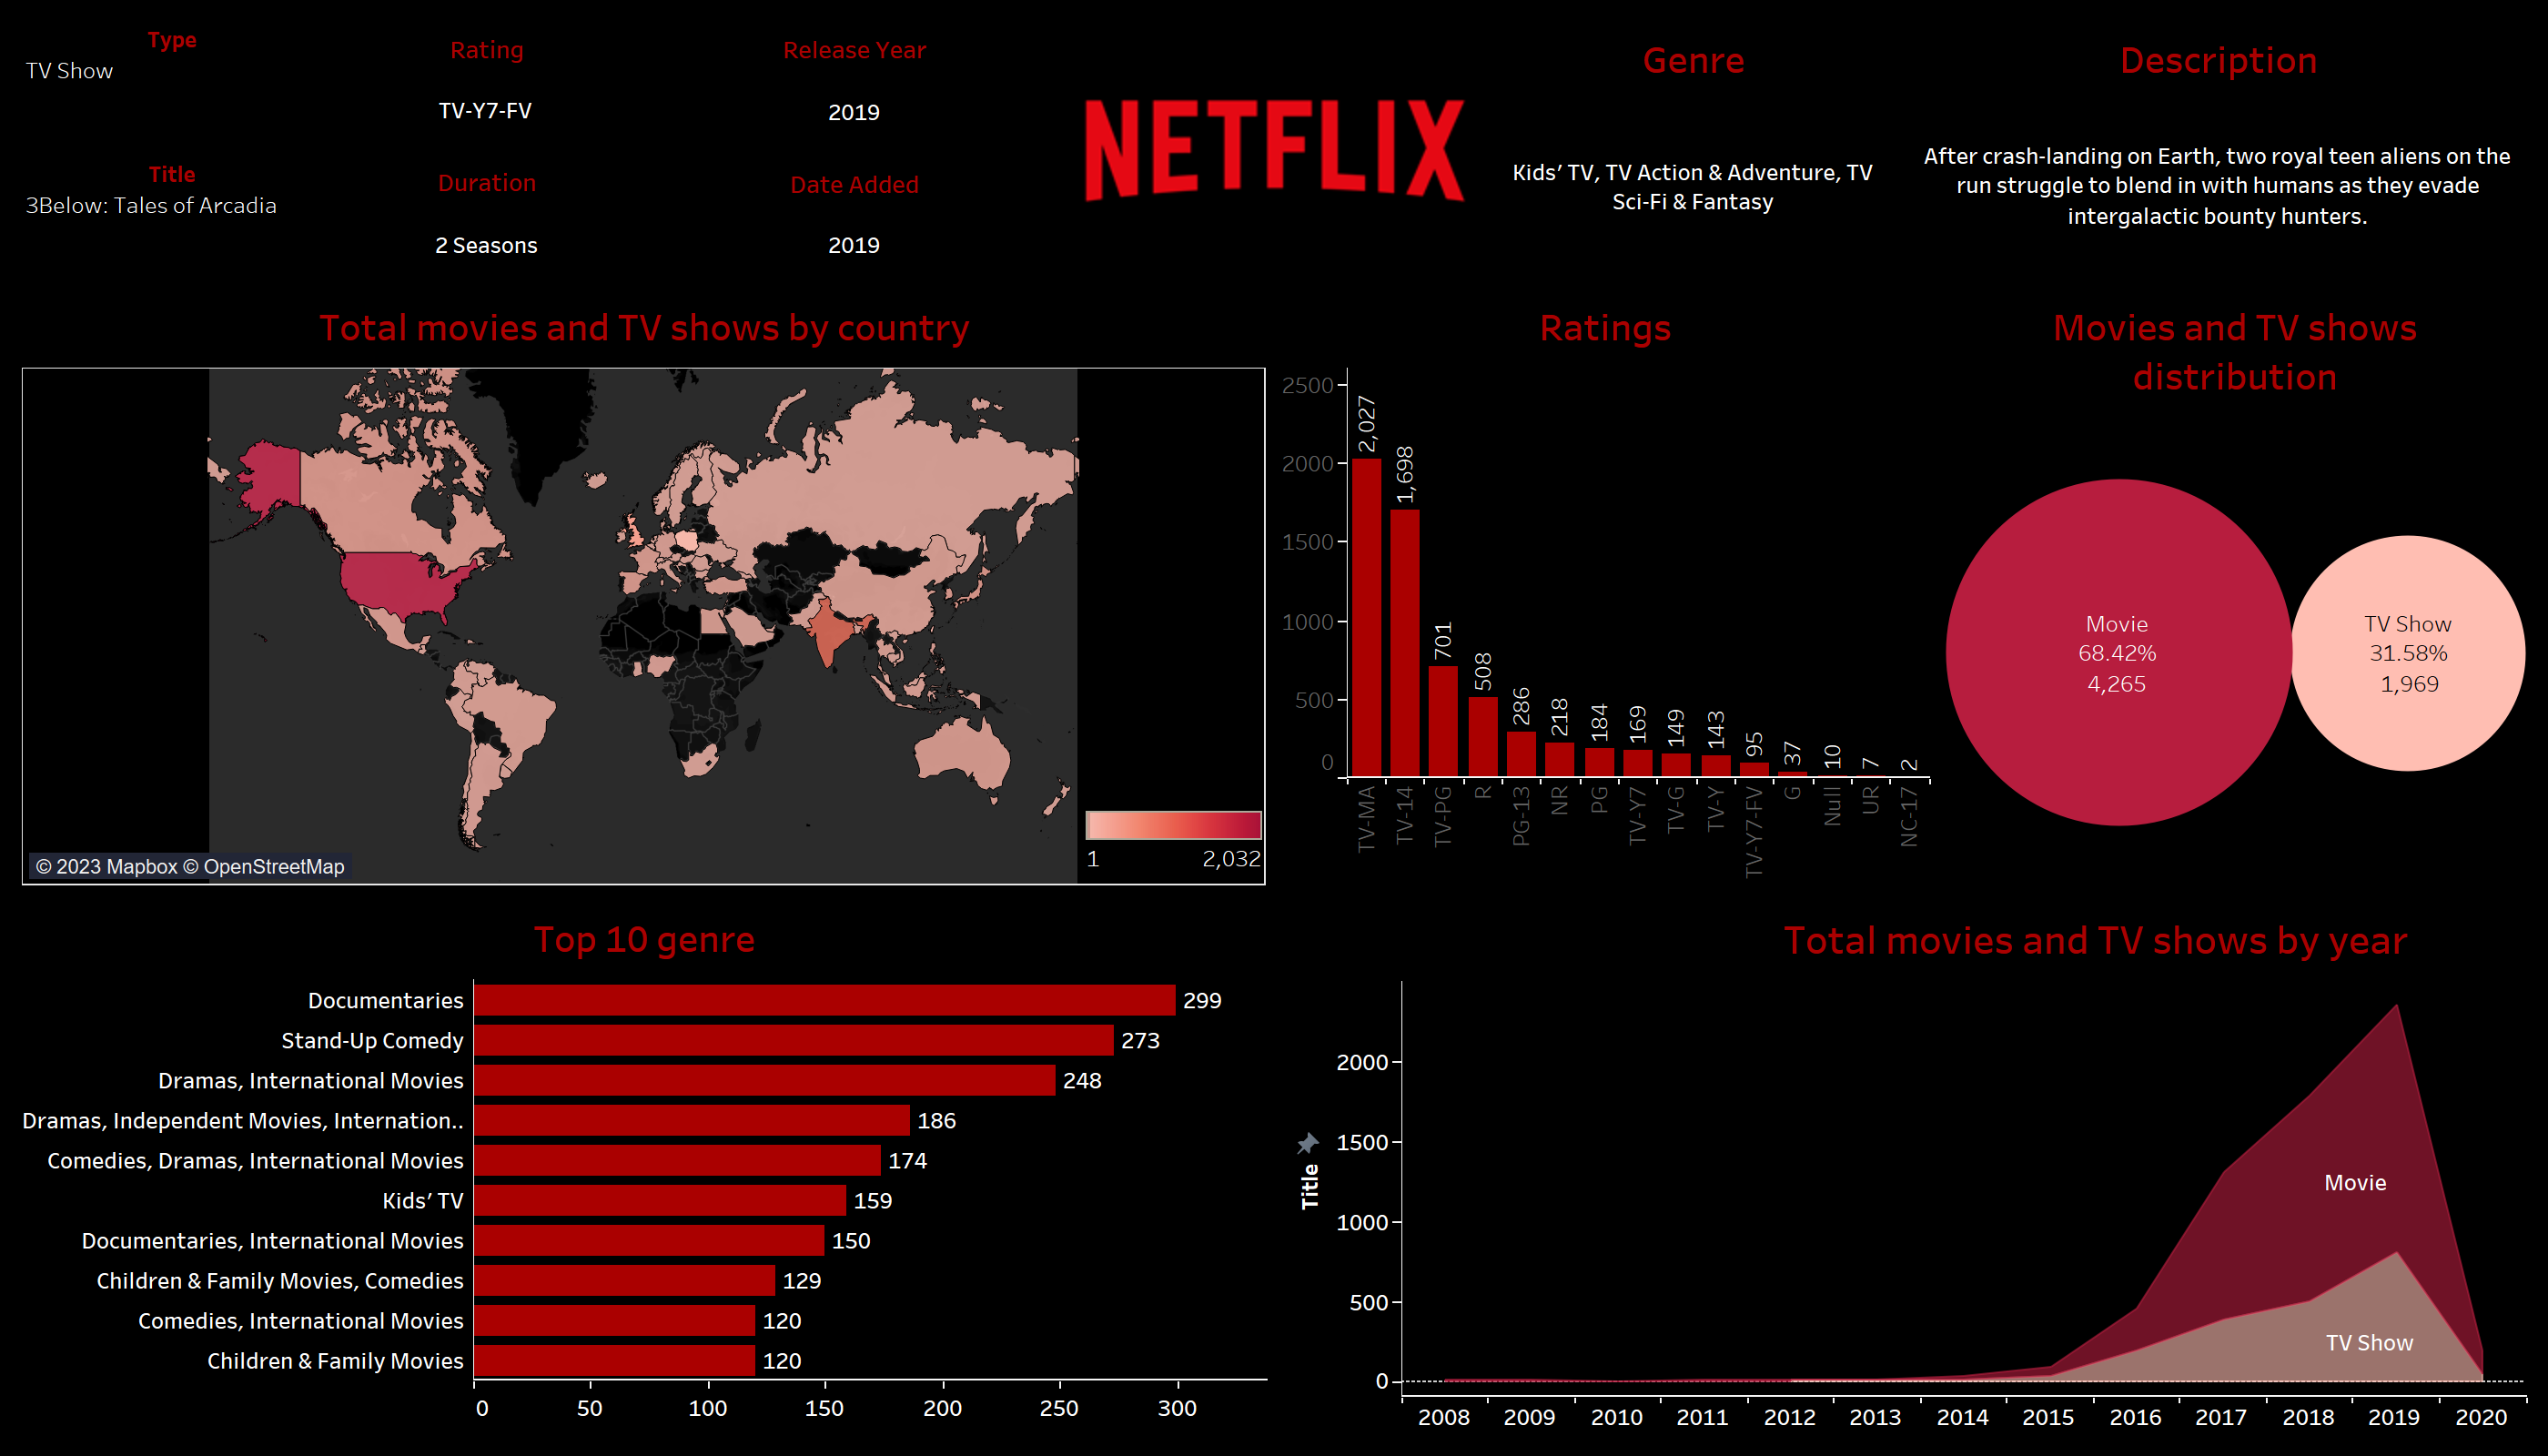 Type
TV Show
Title
3Below: Tales of Arcadia
Rating
TV-Y7-FV
Duration
2 Seasons
Release Year
2019
Date Added
2019
NETFLIX
Genre
Kids’ TV, TV Action & Adventure, TV
Sci-Fi & Fantasy
Description
After crash-landing on Earth, two royal teen aliens on the
run struggle to blend in with humans as they evade
intergalactic bounty hunters.
Total movies and TV shows by country
© 2023 Mapbox © OpenStreetMap
1
2,032
Ratings
2500
2000
1500
1000
500
0
2,027
1,698
701
508
286
218
184
169
149
143
95
37
10
7
2
TV-MA
TV-14
TV-PG
R
PG-13
NR
PG
TV-Y7
TV-G
TV-Y
TV-Y7-FV
G
Null
UR
NC-17
Movies and TV shows
distribution
Movie
68.42%
4,265
TV Show
31.58%
1,969
Top 10 genre
Documentaries 299
Stand-Up Comedy 273
Dramas, International Movies 248
Dramas, Independent Movies, Internation.. 186
Comedies, Dramas, International Movies 174
Kids’ TV 159
Documentaries, International Movies 150
Children & Family Movies, Comedies 129
Comedies, International Movies 120
Children & Family Movies 120
0 50 100 150 200 250 300
Total movies and TV shows by year
Title
2000
1500
1000
500
0
Movie
TV Show
2008 2009 2010 2011 2012 2013 2014 2015 2016 2017 2018 2019 2020